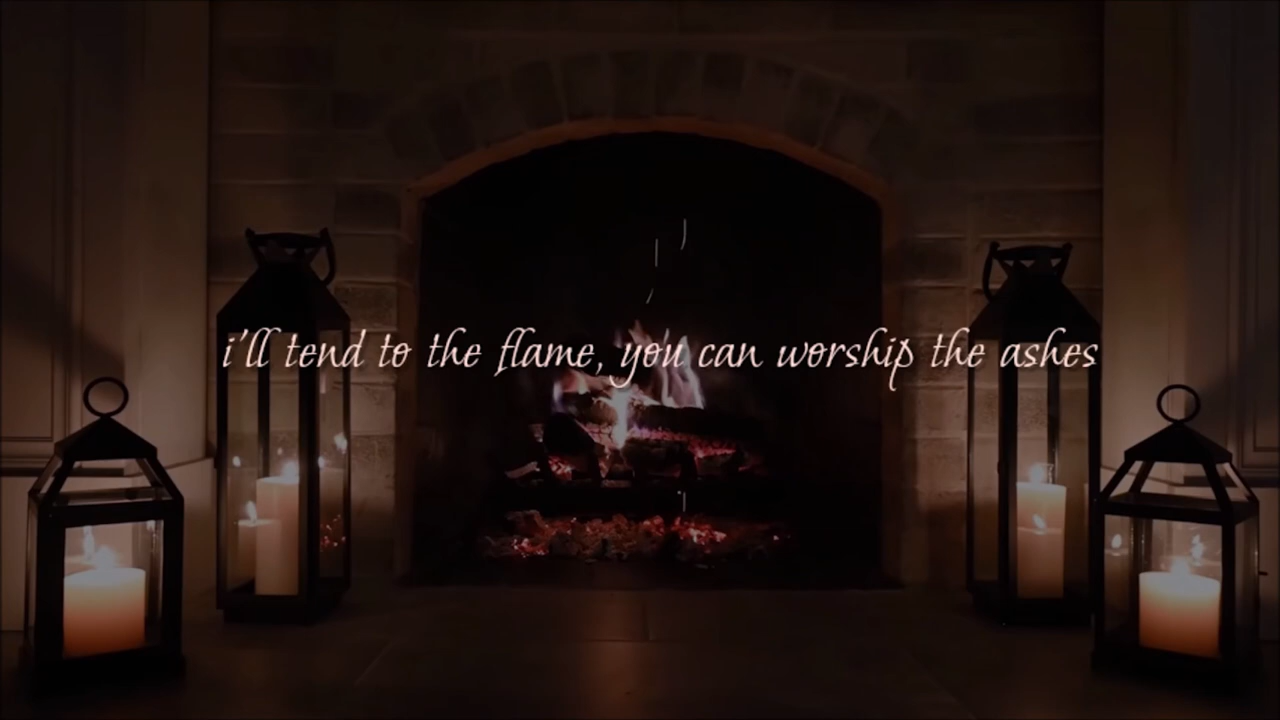 i'll tend to the flame, you can worship the ashes